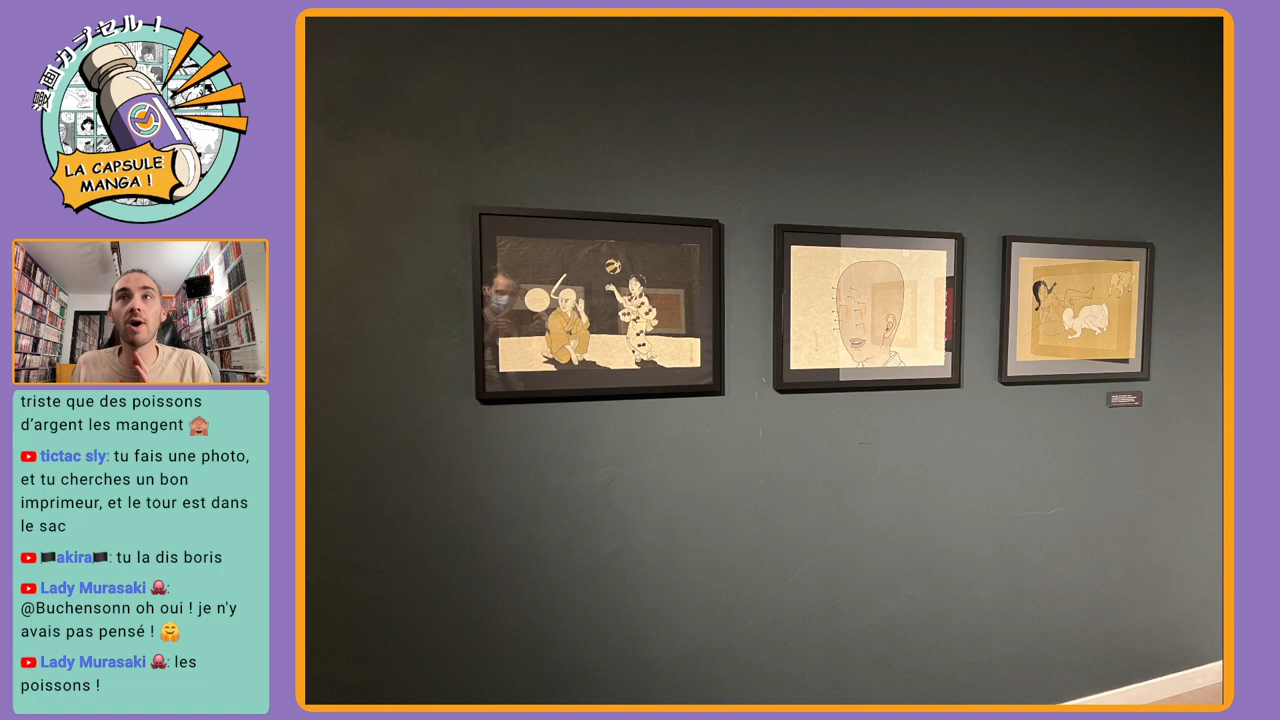 漫画カプセル！
LA CAPSULE
MANGA !
triste que des poissons
d'argent les mangent 🙈
tictac sly: tu fais une photo,
et tu cherches un bon
imprimeur, et le tour est dans
le sac
🏴akira🏴: tu la dis boris
Lady Murasaki 🐙:
@Buchensonn oh oui ! je n'y
avais pas pensé ! 🤗
Lady Murasaki 🐙: les
poissons !